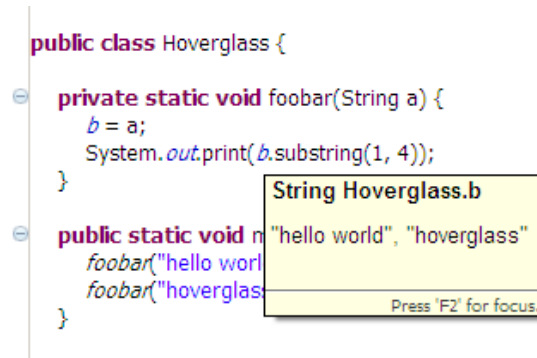 public class Hoverglass {
private static void foobar(String a) {
b = a;
System.out.print(b.substring(1, 4));
}
String Hoverglass.b
"hello world", "hoverglass"
Press 'F2' for focus.
public static void
foobar("hello worl
foobar("hoverglas
}